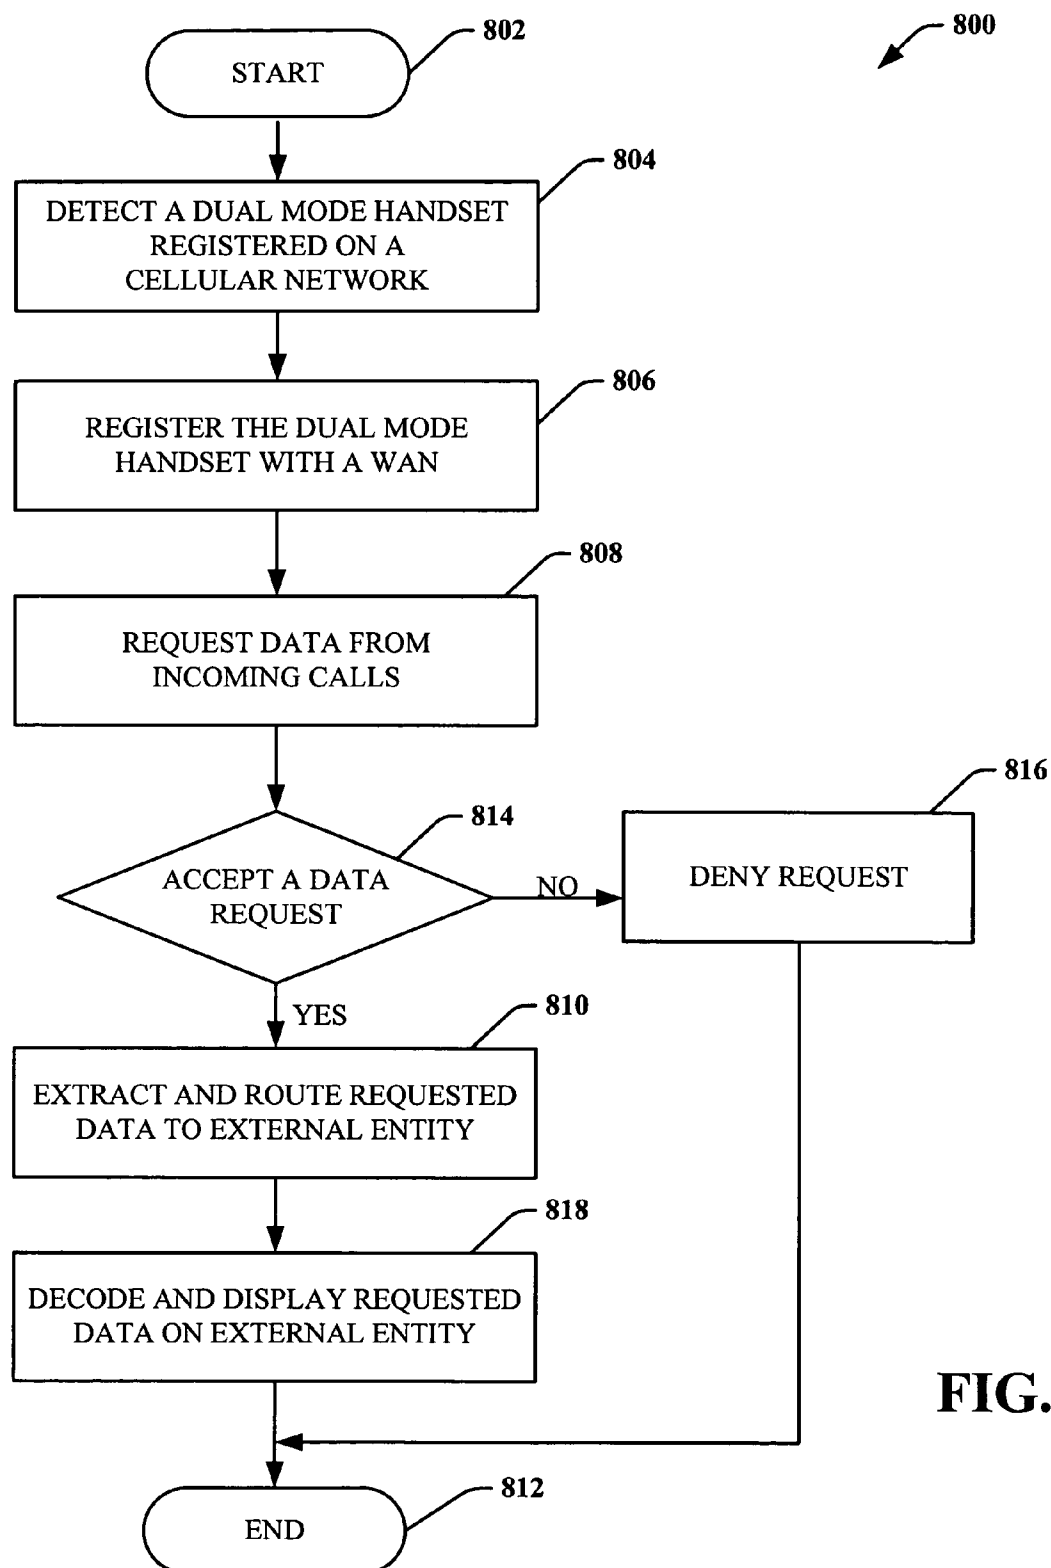 802
800
START
804
DETECT A DUAL MODE HANDSET
REGISTERED ON A
CELLULAR NETWORK
806
REGISTER THE DUAL MODE
HANDSET WITH A WAN
808
REQUEST DATA FROM
INCOMING CALLS
816
814
ACCEPT A DATA
REQUEST
NO
DENY REQUEST
YES
810
EXTRACT AND ROUTE REQUESTED
DATA TO EXTERNAL ENTITY
818
DECODE AND DISPLAY REQUESTED
DATA ON EXTERNAL ENTITY
FIG.
812
END